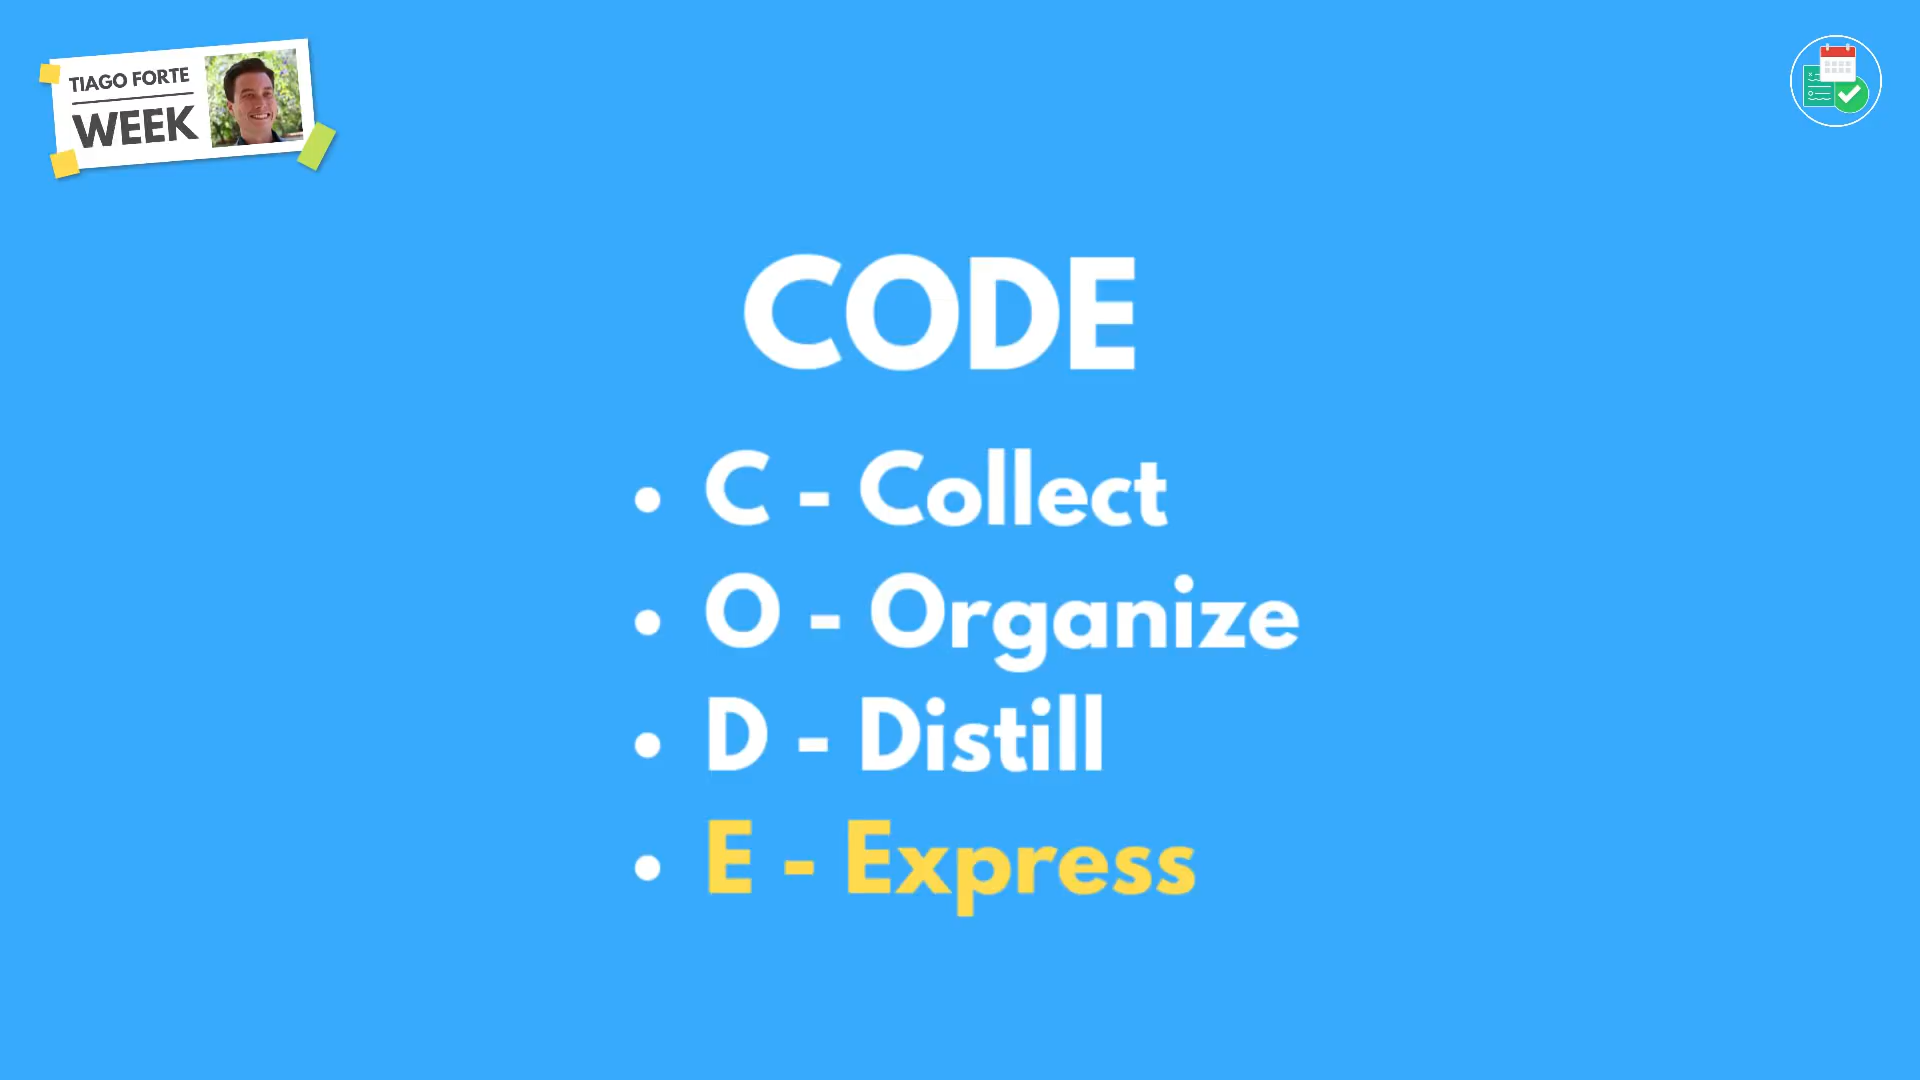 TIAGO FORTE
WEEK
CODE
• C - Collect
• O - Organize
• D - Distill
• E - Express